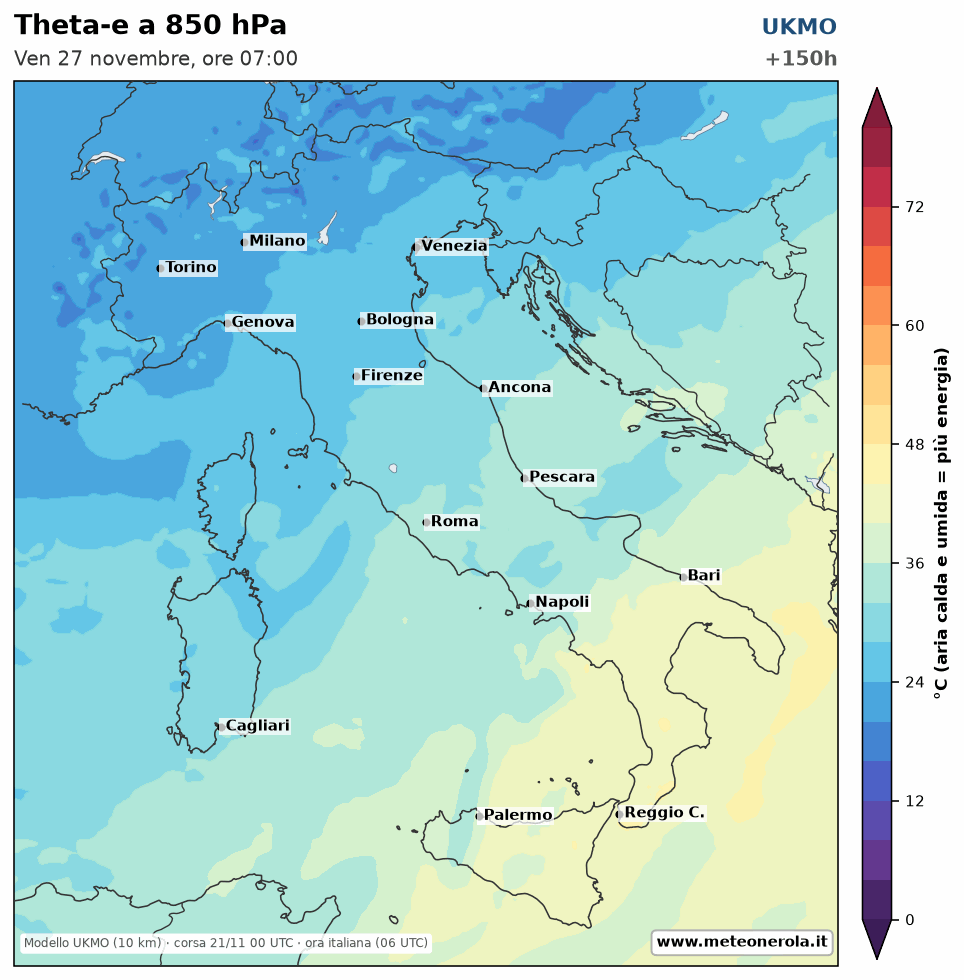 Theta-e a 850 hPa
UKMO
Ven 27 novembre, ore 07:00
+150h
Milano
Venezia
Torino
Genova
Bologna
Firenze
Ancona
Pescara
Roma
Bari
Napoli
Cagliari
Palermo
Reggio C.
72
60
48
36
24
12
0
°C (aria calda e umida = più energia)
Modello UKMO (10 km) · corsa 21/11 00 UTC · ora italiana (06 UTC)
www.meteonerola.it